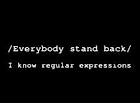 /Everybody stand back/
I know regular expressions